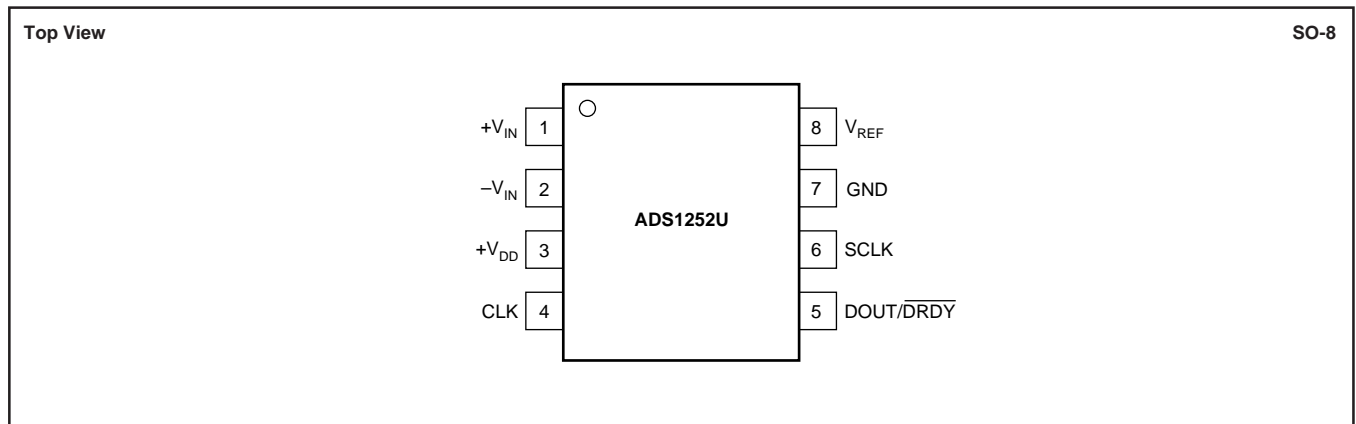 Top View SO-8
+VIN 1 8 VREF
–VIN 2 7 GND
ADS1252U
+VDD 3 6 SCLK
CLK 4 5 DOUT/DRDY